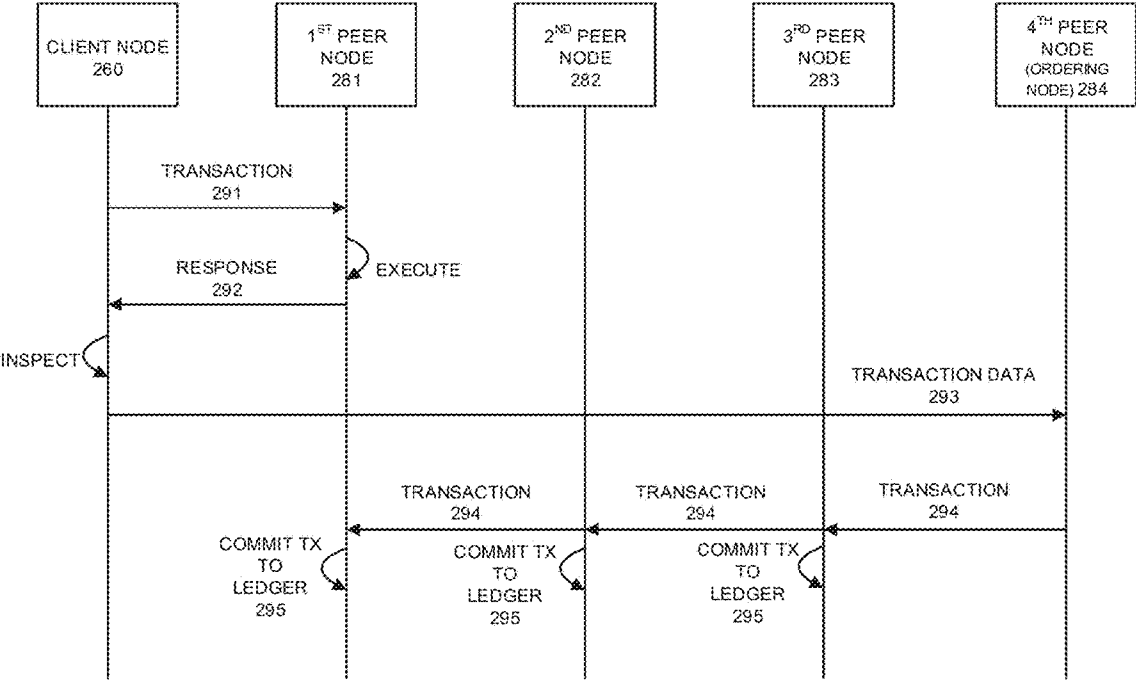 CLIENT NODE
260
1ST PEER
NODE
281
2ND PEER
NODE
282
3RD PEER
NODE
283
4TH PEER
NODE
(ORDERING
NODE) 284
TRANSACTION
291
EXECUTE
RESPONSE
292
INSPECT
TRANSACTION DATA
293
TRANSACTION
294
TRANSACTION
294
TRANSACTION
294
COMMIT TX
TO
LEDGER
295
COMMIT TX
TO
LEDGER
295
COMMIT TX
TO
LEDGER
295